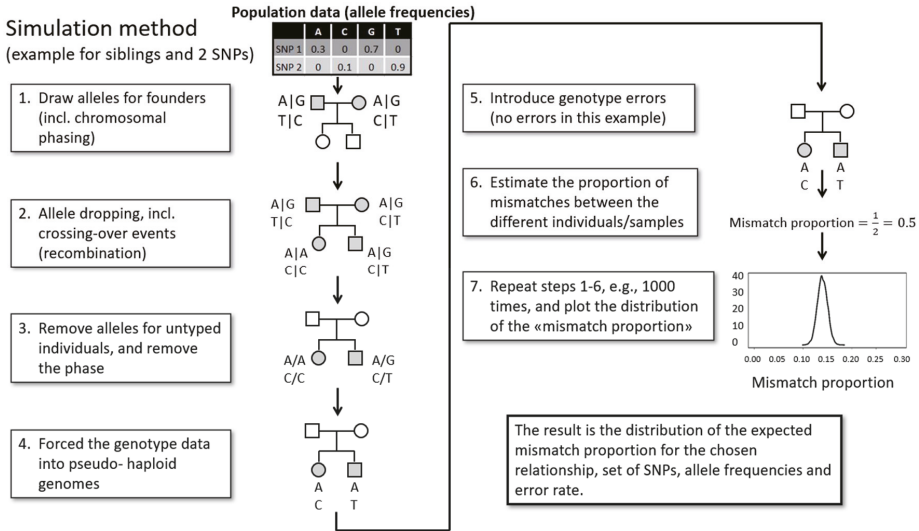 Simulation method
(example for siblings and 2 SNPs)
Population data (allele frequencies)
A C G T
SNP 1 0.3 0 0.7 0
SNP 2 0 0.1 0 0.9
1. Draw alleles for founders
(incl. chromosomal
phasing)
A|G A|G
T|C C|T
2. Allele dropping, incl.
crossing-over events
(recombination)
A|G A|G
T|C C|T
A|A A|G
C|C C|T
3. Remove alleles for untyped
individuals, and remove
the phase
A/A A/G
C/C C/T
4. Forced the genotype data
into pseudo- haploid
genomes
A A
C T
5. Introduce genotype errors
(no errors in this example)
A A
C T
6. Estimate the proportion of
mismatches between the
different individuals/samples
Mismatch proportion = 1/2 = 0.5
7. Repeat steps 1-6, e.g., 1000
times, and plot the distribution
of the «mismatch proportion»
40
30
20
10
0
0.00 0.05 0.10 0.15 0.20 0.25 0.30
Mismatch proportion
The result is the distribution of the expected
mismatch proportion for the chosen
relationship, set of SNPs, allele frequencies and
error rate.